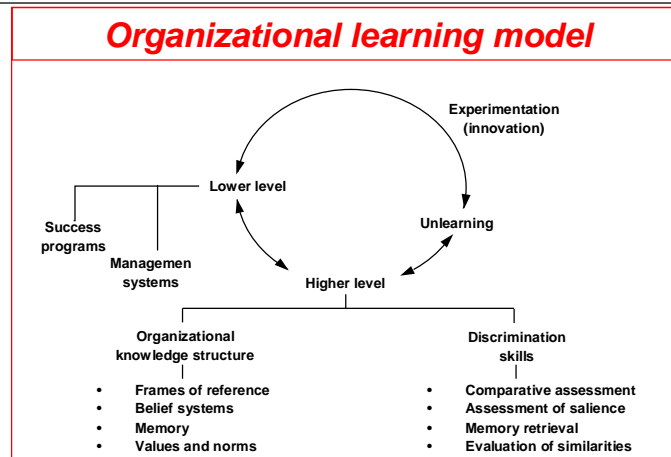 Organizational learning model
Experimentation
(innovation)
Lower level
Success
programs
Managemen
systems
Unlearning
Higher level
Organizational
knowledge structure
• Frames of reference
• Belief systems
• Memory
• Values and norms
Discrimination
skills
• Comparative assessment
• Assessment of salience
• Memory retrieval
• Evaluation of similarities